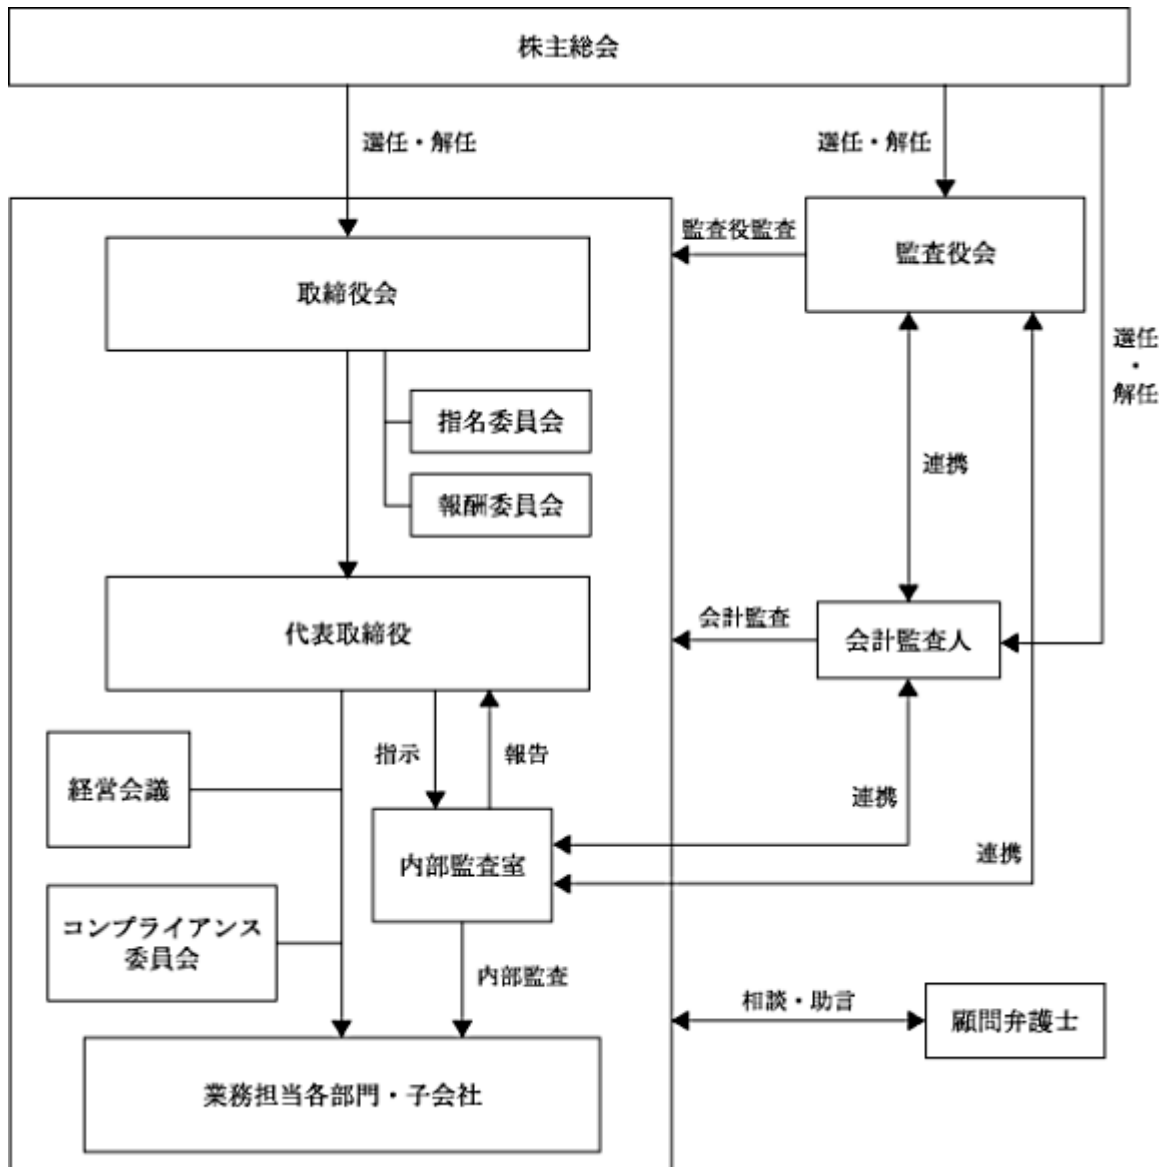 株主総会
選任・解任
選任・解任
監査役監査
監査役会
取締役会
選任
・
解任
指名委員会
連携
報酬委員会
会計監査
代表取締役
会計監査人
指示
報告
経営会議
連携
内部監査室
連携
コンプライアンス
委員会
内部監査
相談・助言
顧問弁護士
業務担当各部門・子会社